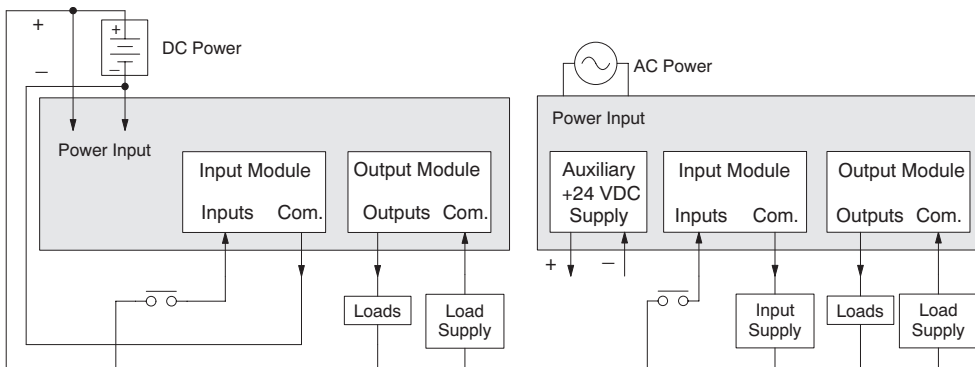 +
–
+
–
DC Power
Power Input
Input Module
Inputs Com.
Output Module
Outputs Com.
Loads
Load
Supply
AC Power
Power Input
Auxiliary
+24 VDC
Supply
+
–
Input Module
Inputs Com.
Output Module
Outputs Com.
Input
Supply
Loads
Load
Supply